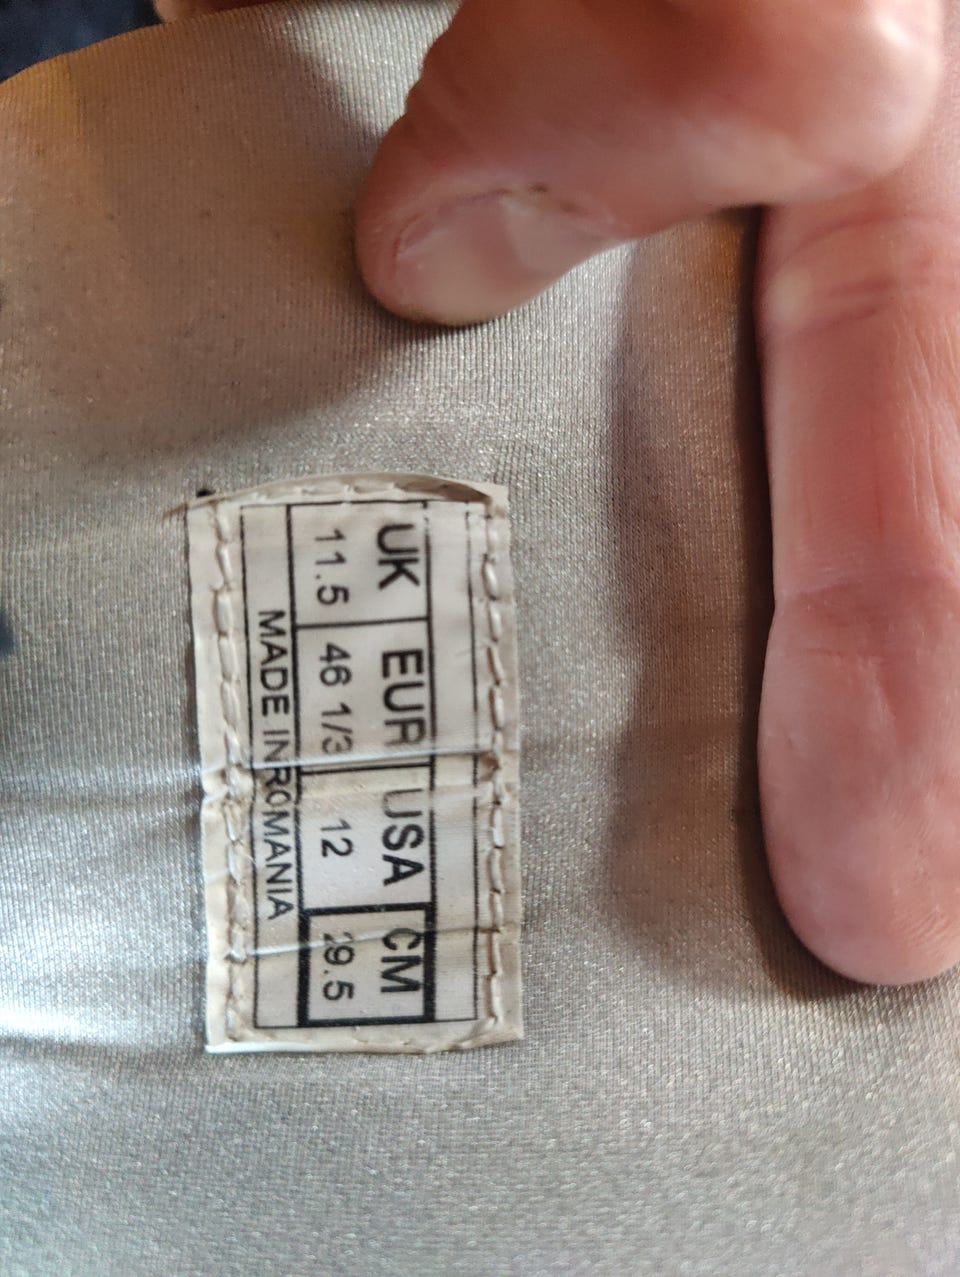 UK EUR USA CM
11.5 46 1/3 12 29.5
MADE IN ROMANIA